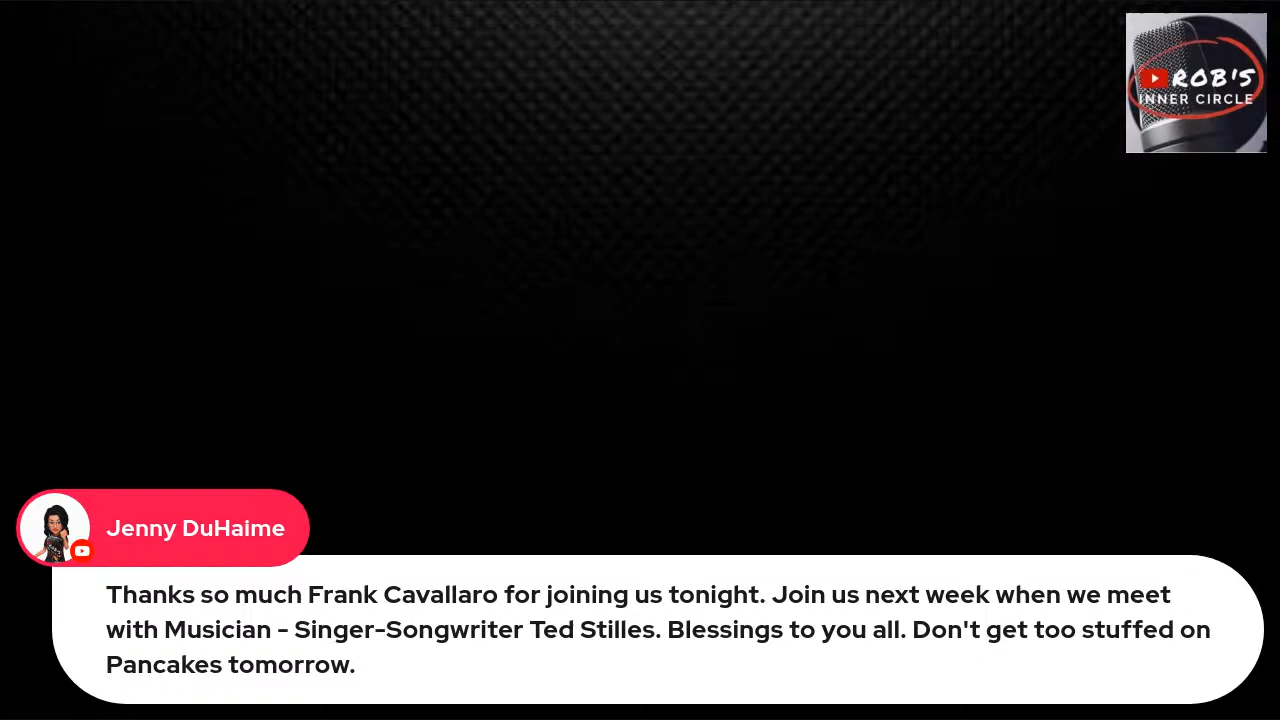 ROB'S
INNER CIRCLE
Jenny DuHaime
Thanks so much Frank Cavallaro for joining us tonight. Join us next week when we meet
with Musician - Singer-Songwriter Ted Stilles. Blessings to you all. Don't get too stuffed on
Pancakes tomorrow.